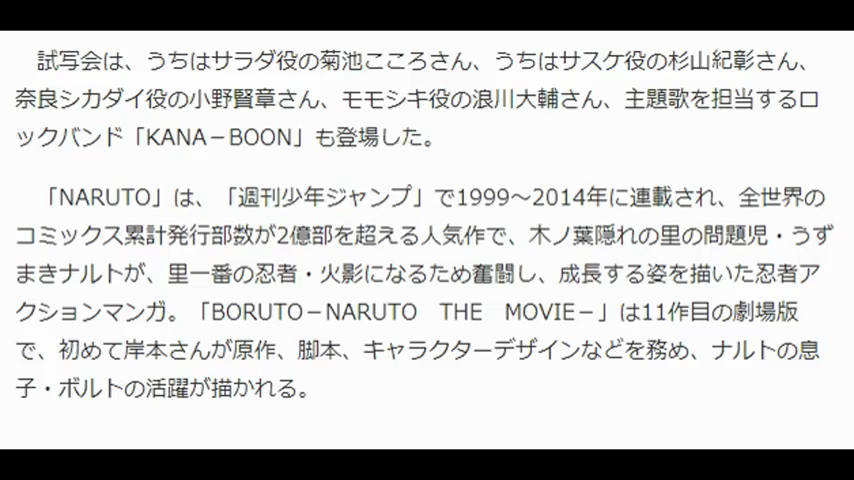 試写会は、うちはサラダ役の菊池こころさん、うちはサスケ役の杉山紀彰さん、
奈良シカダイ役の小野賢章さん、モモシキ役の浪川大輔さん、主題歌を担当するロ
ックバンド「KANA－BOON」も登場した。
「NARUTO」は、「週刊少年ジャンプ」で1999～2014年に連載され、全世界の
コミックス累計発行部数が2億部を超える人気作で、木ノ葉隠れの里の問題児・うず
まきナルトが、里一番の忍者・火影になるため奮闘し、成長する姿を描いた忍者ア
クションマンガ。「BORUTO－NARUTO　THE　MOVIE－」は11作目の劇場版
で、初めて岸本さんが原作、脚本、キャラクターデザインなどを務め、ナルトの息
子・ボルトの活躍が描かれる。